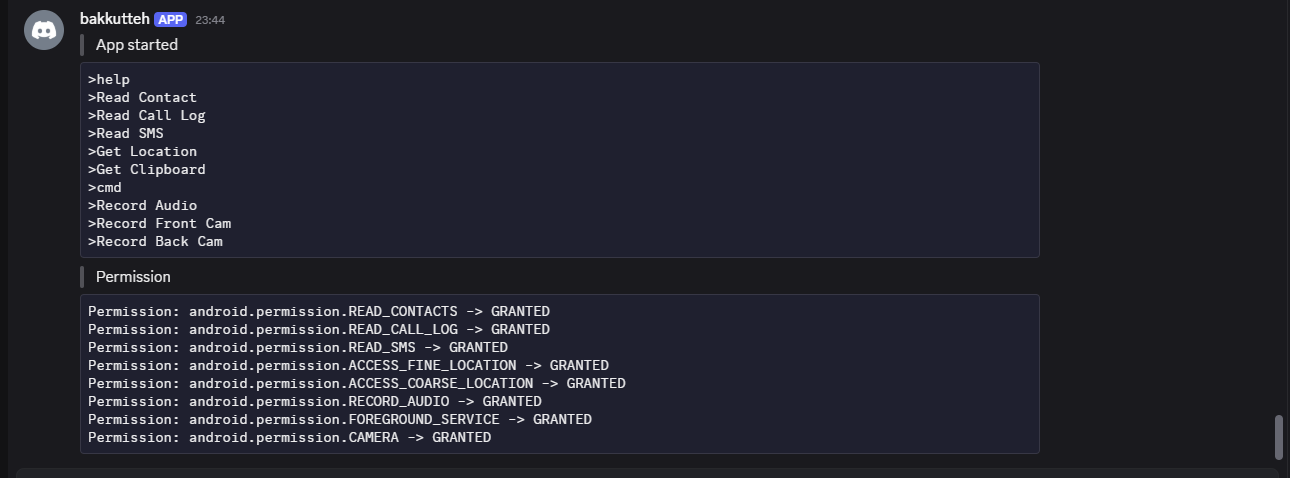 bakkutteh APP 23:44
App started
>help
>Read Contact
>Read Call Log
>Read SMS
>Get Location
>Get Clipboard
>cmd
>Record Audio
>Record Front Cam
>Record Back Cam
Permission
Permission: android.permission.READ_CONTACTS -> GRANTED
Permission: android.permission.READ_CALL_LOG -> GRANTED
Permission: android.permission.READ_SMS -> GRANTED
Permission: android.permission.ACCESS_FINE_LOCATION -> GRANTED
Permission: android.permission.ACCESS_COARSE_LOCATION -> GRANTED
Permission: android.permission.RECORD_AUDIO -> GRANTED
Permission: android.permission.FOREGROUND_SERVICE -> GRANTED
Permission: android.permission.CAMERA -> GRANTED